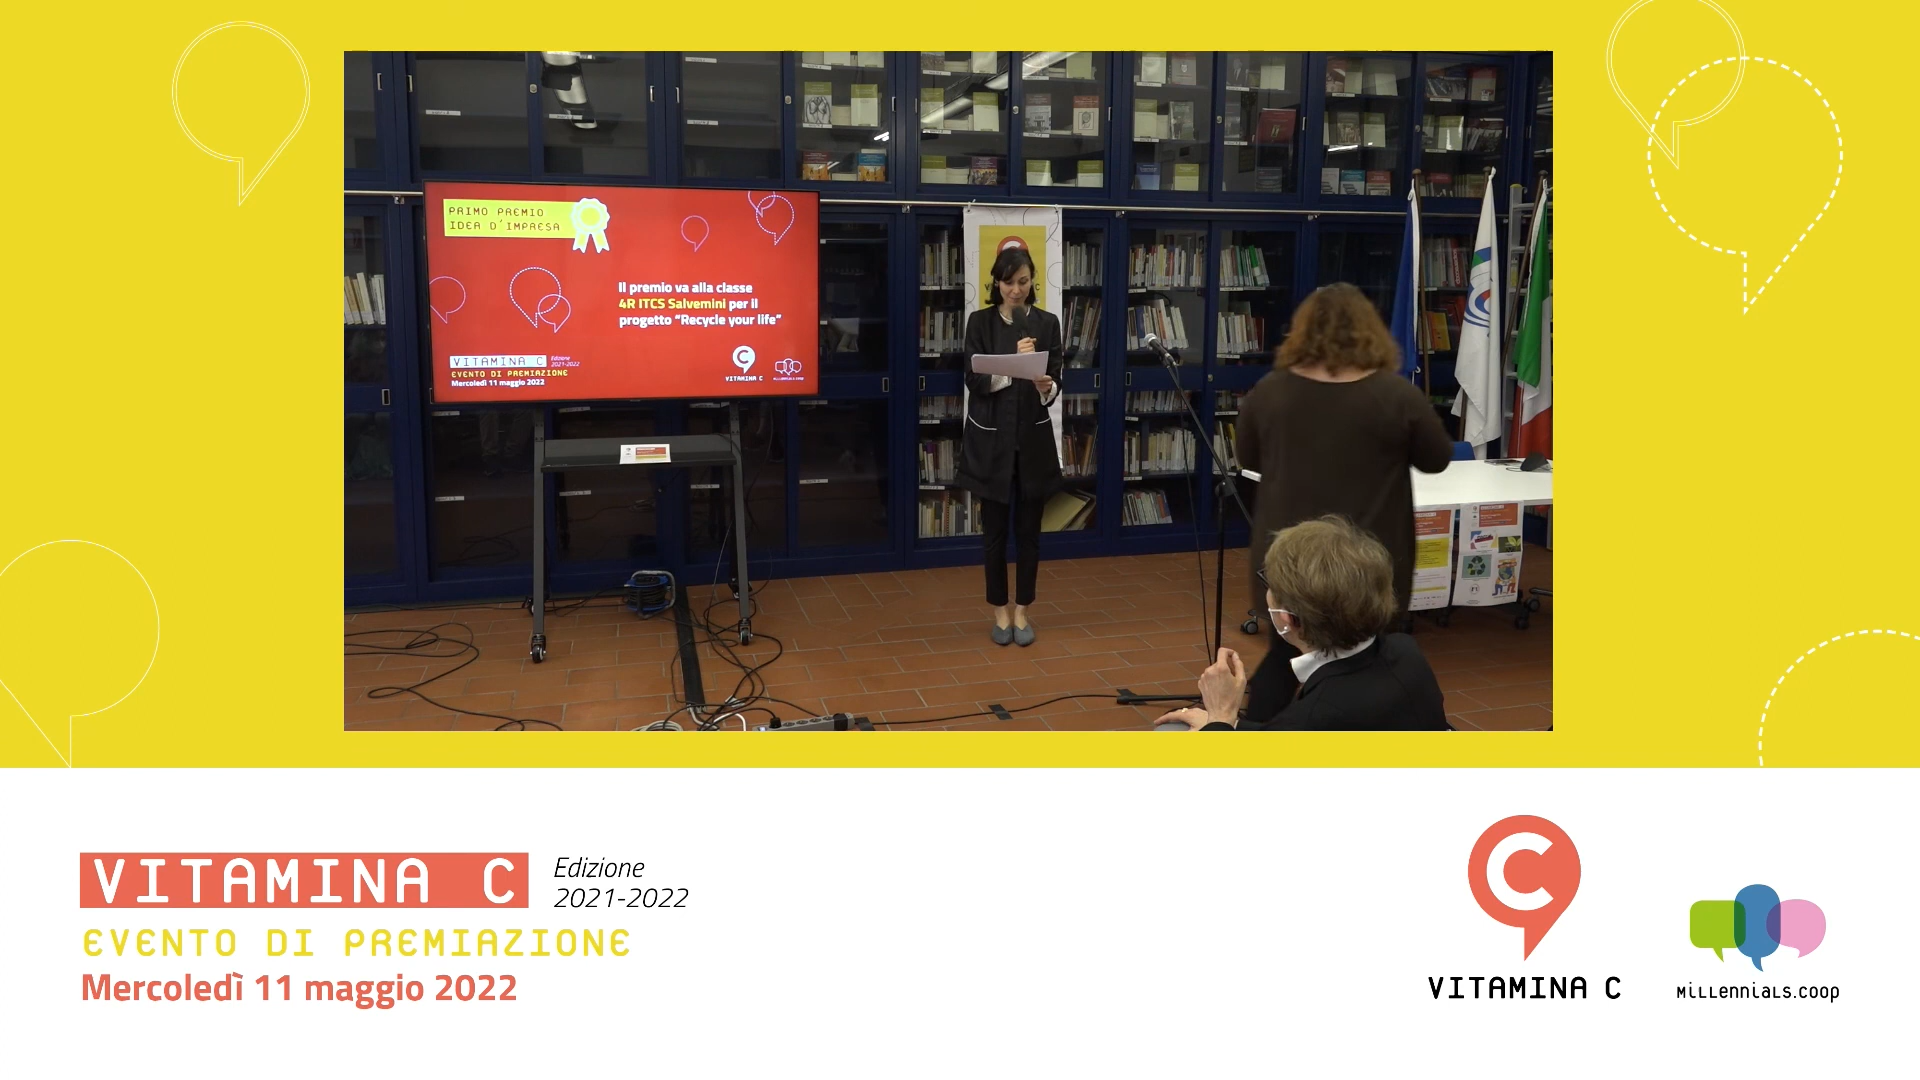 PRIMO PREMIO
IDEA D'IMPRESA
Il premio va alla classe
4R ITCS Salvemini per il
progetto “Recycle your life”
VITAMINA C
Edizione
2021-2022
EVENTO DI PREMIAZIONE
Mercoledì 11 maggio 2022
VITAMINA C
MILLENNIALS.COOP
VITAMINA C
Edizione
2021-2022
EVENTO DI PREMIAZIONE
Mercoledì 11 maggio 2022
C
VITAMINA C
MILLENNIALS.COOP